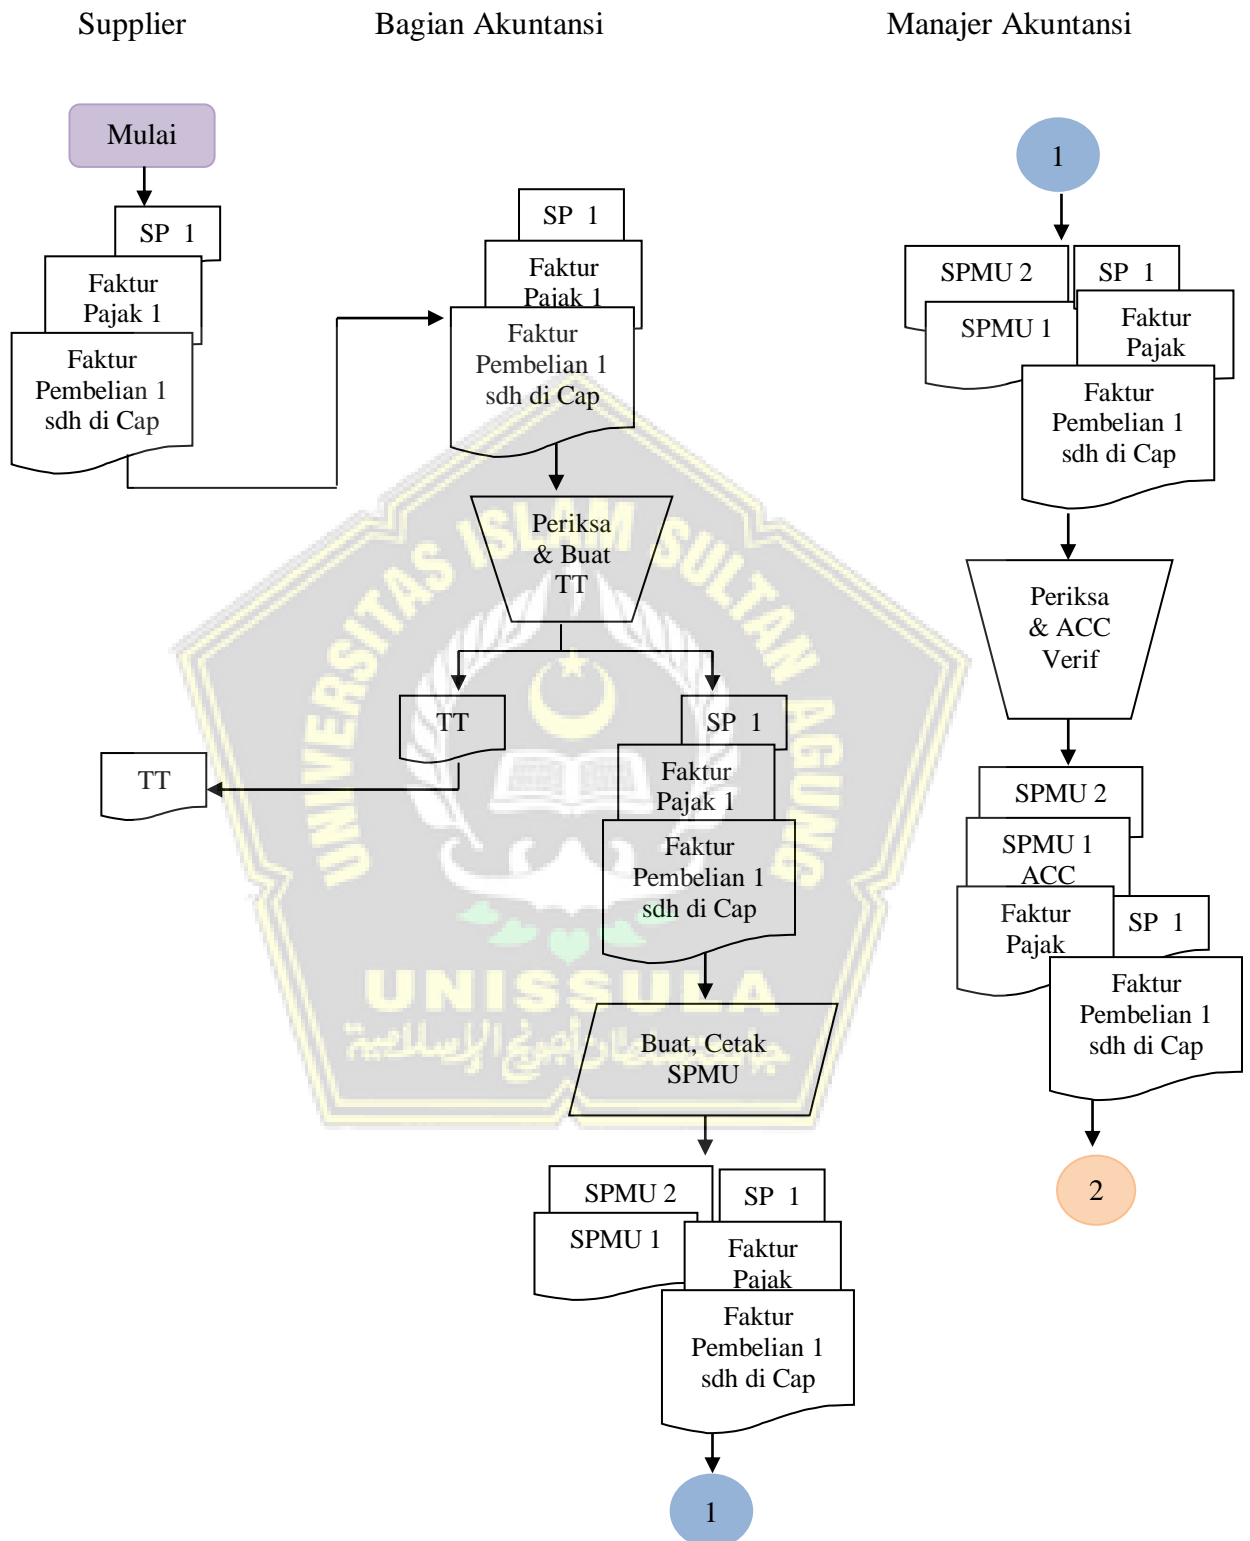 Supplier
Bagian Akuntansi
Manajer Akuntansi
Mulai
SP 1
Faktur
Pajak 1
Faktur
Pembelian 1
sdh di Cap
SP 1
Faktur
Pajak 1
Faktur
Pembelian 1
sdh di Cap
Periksa
& Buat
TT
TT
TT
SP 1
Faktur
Pajak 1
Faktur
Pembelian 1
sdh di Cap
Buat, Cetak
SPMU
SPMU 2
SP 1
SPMU 1
Faktur
Pajak
Faktur
Pembelian 1
sdh di Cap
1
1
SPMU 2
SP 1
SPMU 1
Faktur
Pajak
Faktur
Pembelian 1
sdh di Cap
Periksa
& ACC
Verif
SPMU 2
SPMU 1
ACC
Faktur
Pajak
SP 1
Faktur
Pembelian 1
sdh di Cap
2
UNIVERSITAS ISLAM SULTAN AGUNG
UNISSULA
جامعتسلطان أجونج الإسلامية